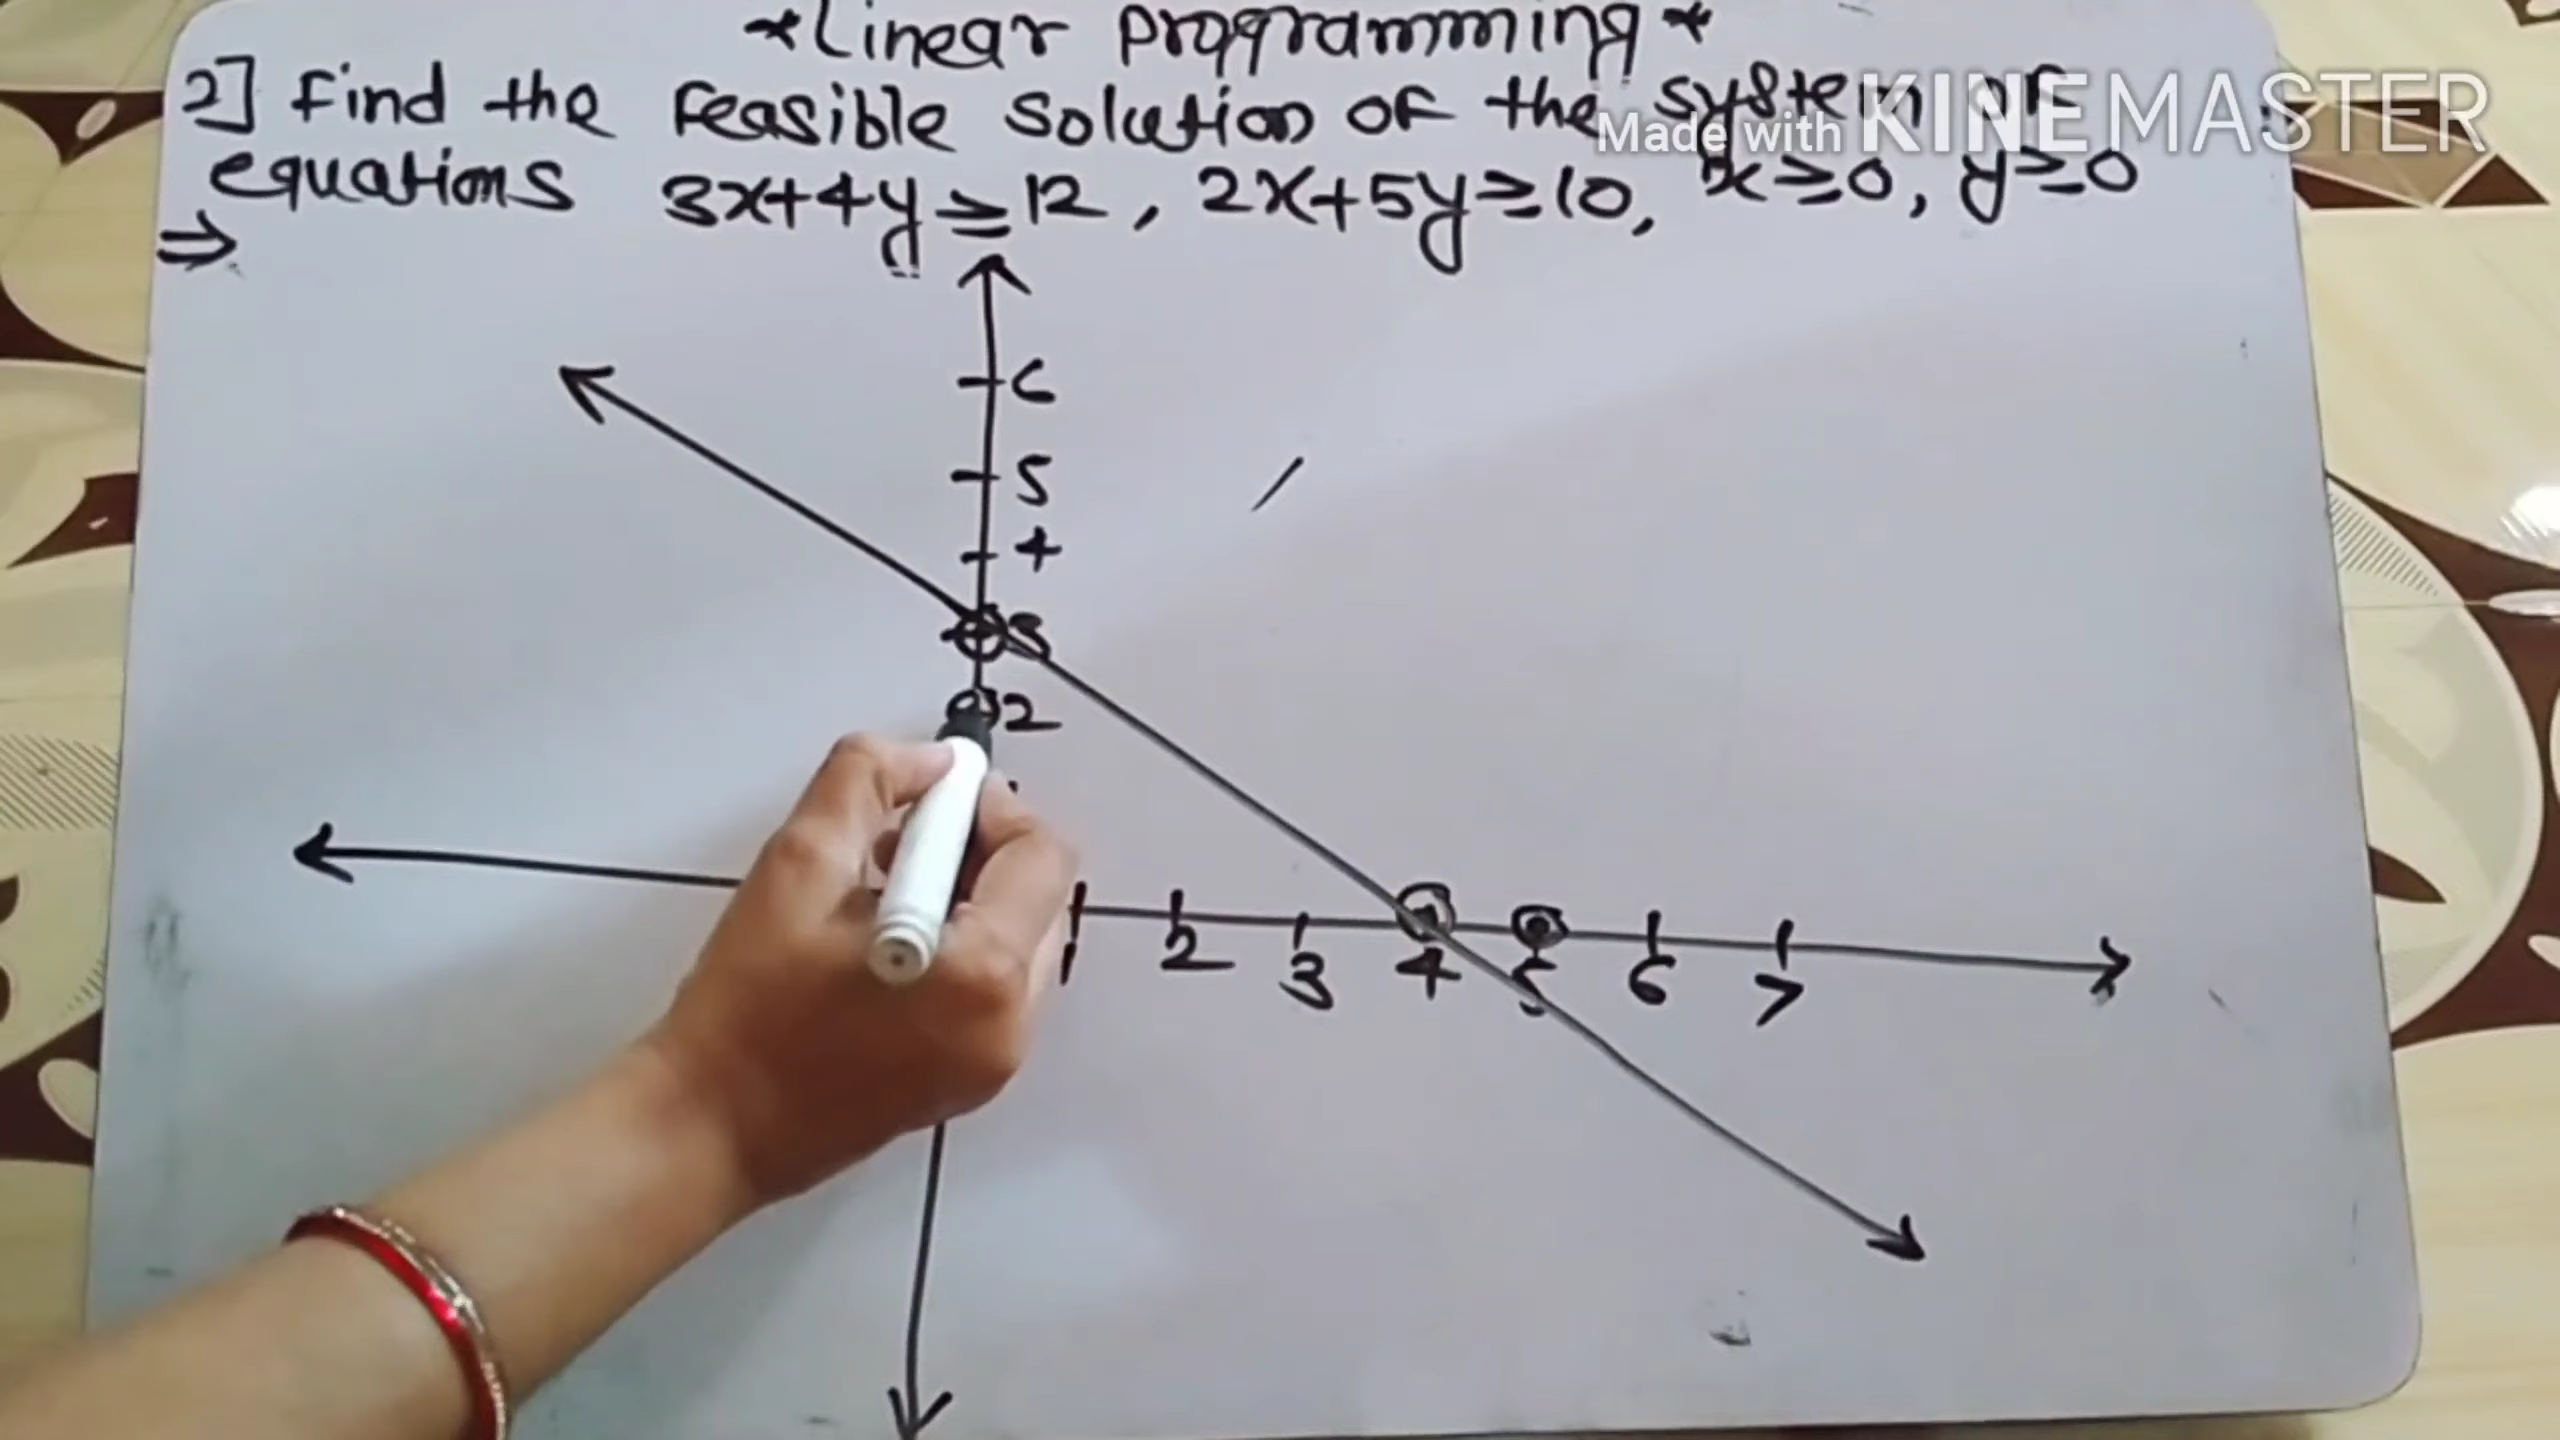 *Linear programming*
2] Find the feasible solution of the system of
Made with KINEMASTER
equations 3x+4y≥12, 2x+5y≥10, x≥0, y≥0
⇒
6
5
4
3
2
1 2 3 4 5 6 7